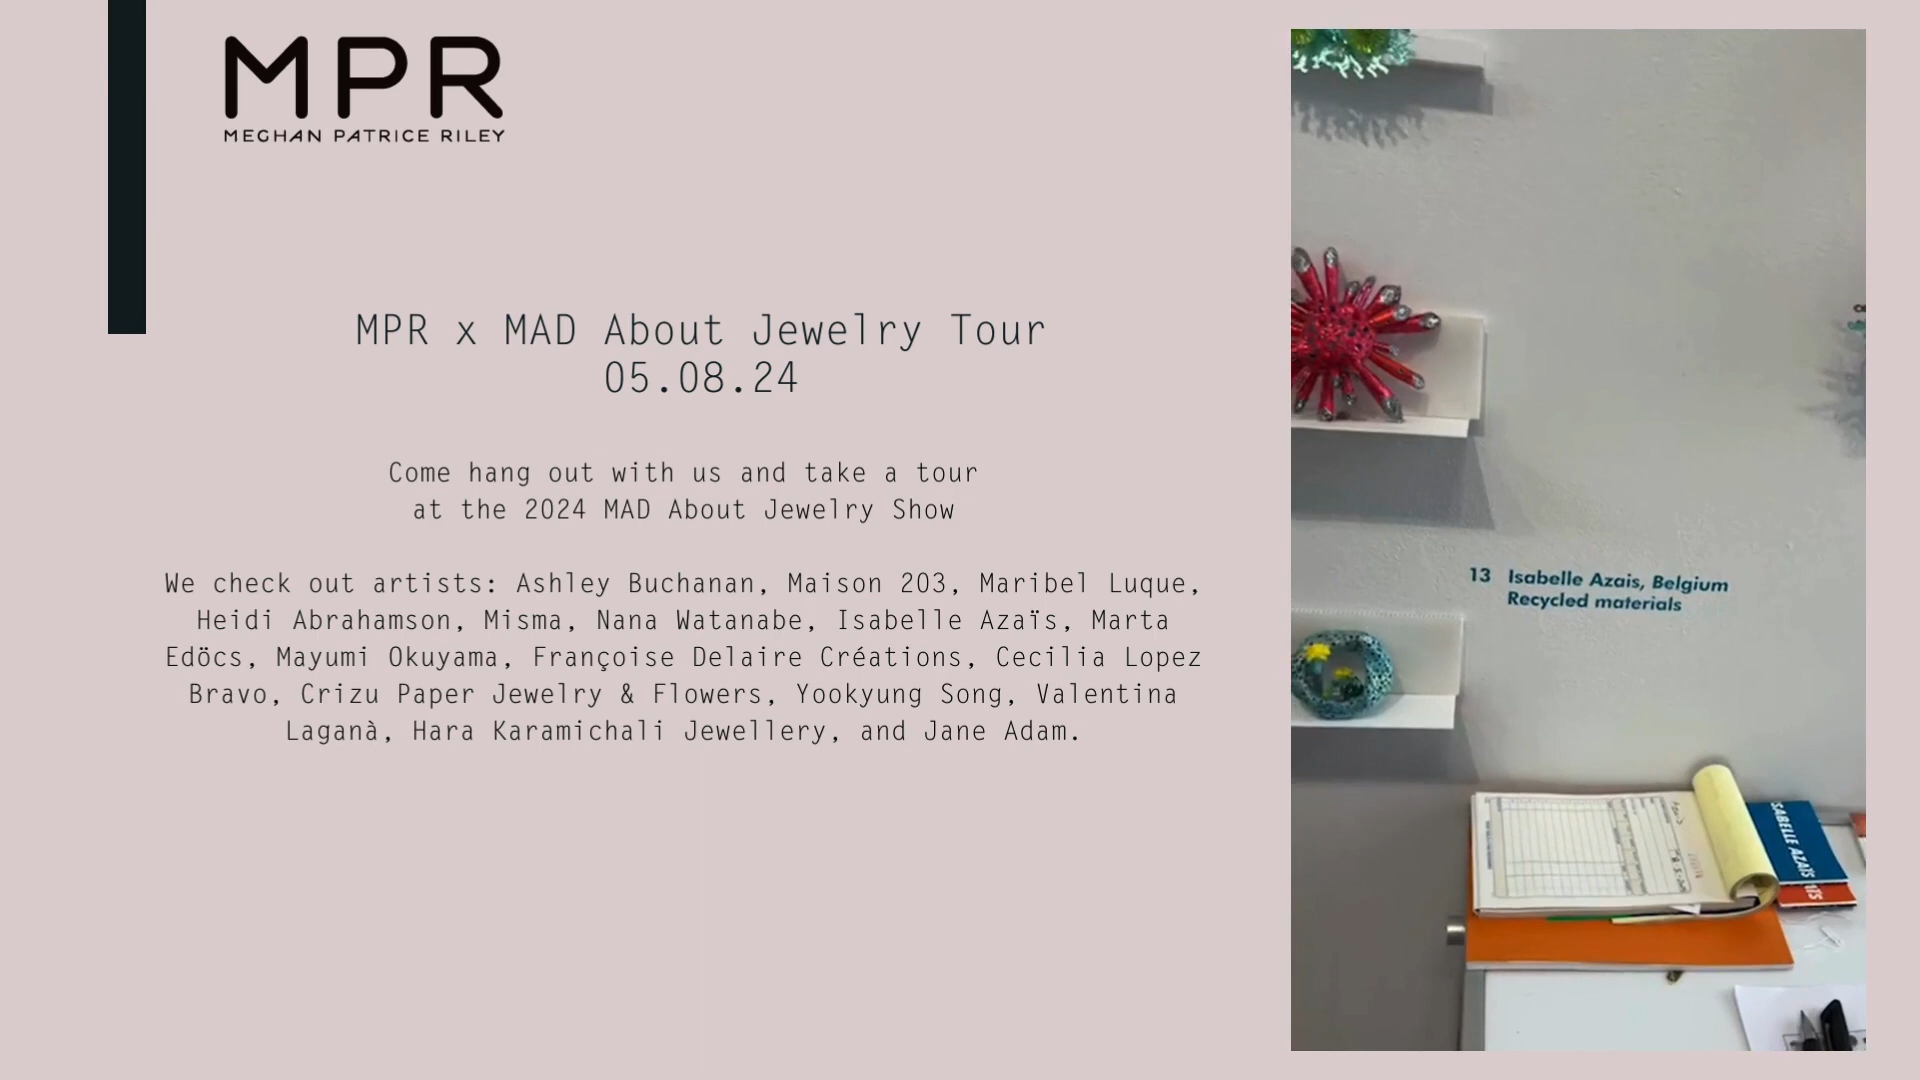 MPR
MEGHAN PATRICE RILEY
MPR x MAD About Jewelry Tour
05.08.24
Come hang out with us and take a tour
at the 2024 MAD About Jewelry Show
We check out artists: Ashley Buchanan, Maison 203, Maribel Luque,
Heidi Abrahamson, Misma, Nana Watanabe, Isabelle Azaïs, Marta
Edöcs, Mayumi Okuyama, Françoise Delaire Créations, Cecilia Lopez
Bravo, Crizu Paper Jewelry & Flowers, Yookyung Song, Valentina
Laganà, Hara Karamichali Jewellery, and Jane Adam.
13 Isabelle Azais, Belgium
Recycled materials
ISABELLE AZAÏS